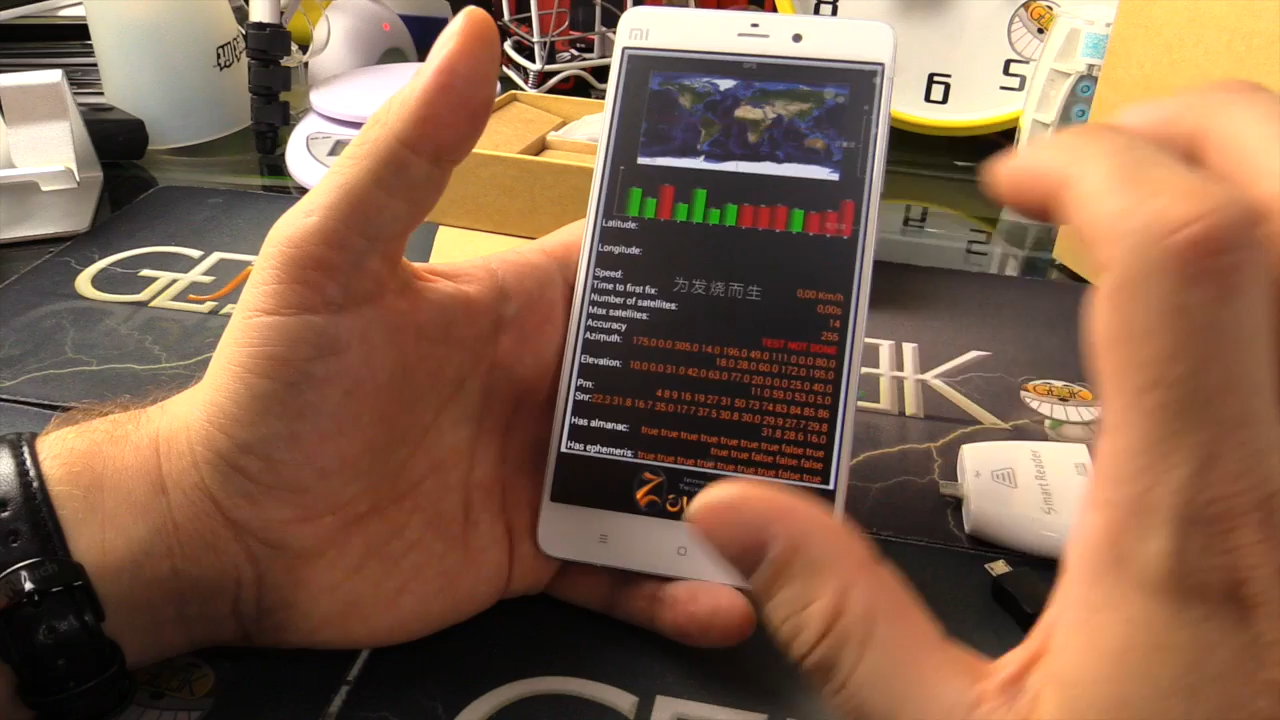 MI
GPS
8
6
5
GEEK
Latitude:
Longitude:
Speed:
0,00 Km/h
Time to first fix:
0,00s
为发烧而生
Number of satellites:
14
Max satellites:
255
Accuracy
TEST NOT DONE
Azimuth:
175.0 0.0 305.0 14.0 196.0 49.0 111.0 0.0 80.0
18.0 28.0 60.0 172.0 195.0
Elevation:
10.0 0.0 31.0 42.0 63.0 77.0 20.0 0.0 25.0 40.0
11.0 59.0 53.0 5.0
Prn:
4 8 9 16 19 27 31 50 73 74 83 84 85 86
Snr:
22.3 31.8 16.7 35.0 17.7 37.5 30.8 30.0 29.9 27.7 29.8
31.8 28.6 16.0
Has almanac:
true true true true true true true false true
true true false false false
Has ephemeris:
true true true true true true true false true
Smart Reader
GEEK